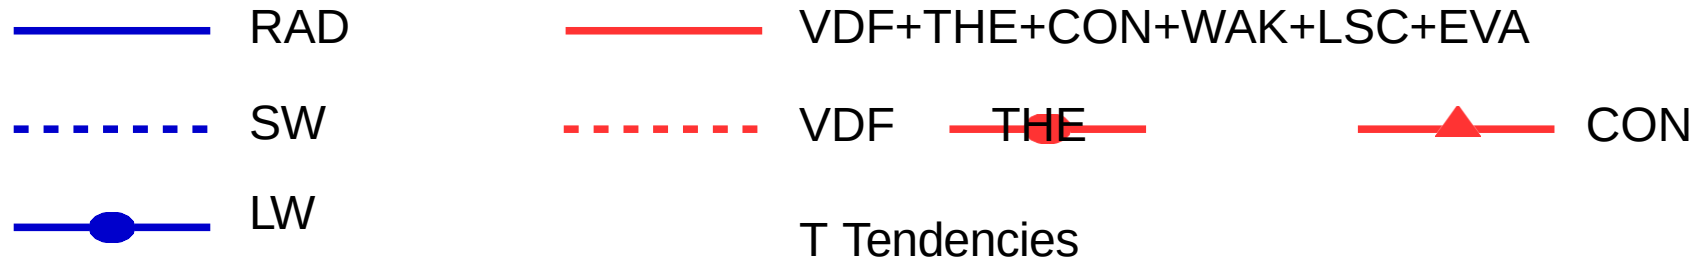 RAD VDF+THE+CON+WAK+LSC+EVA
SW VDF THE CON
LW
T Tendencies